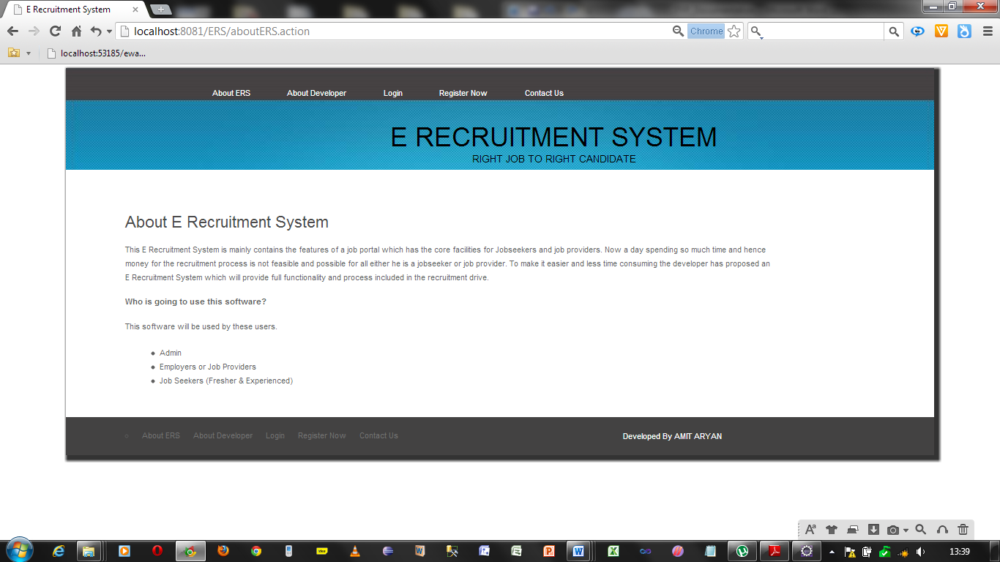 E Recruitment System
localhost:8081/ERS/aboutERS.action
Chrome
localhost:53185/ewa...
About ERS About Developer Login Register Now Contact Us
E RECRUITMENT SYSTEM
RIGHT JOB TO RIGHT CANDIDATE
About E Recruitment System
This E Recruitment System is mainly contains the features of a job portal which has the core facilities for Jobseekers and job providers. Now a day spending so much time and hence
money for the recruitment process is not feasible and possible for all either he is a jobseeker or job provider. To make it easier and less time consuming the developer has proposed an
E Recruitment System which will provide full functionality and process included in the recruitment drive.
Who is going to use this software?
This software will be used by these users.
Admin
Employers or Job Providers
Job Seekers (Fresher & Experienced)
About ERS About Developer Login Register Now Contact Us Developed By AMIT ARYAN
13:39